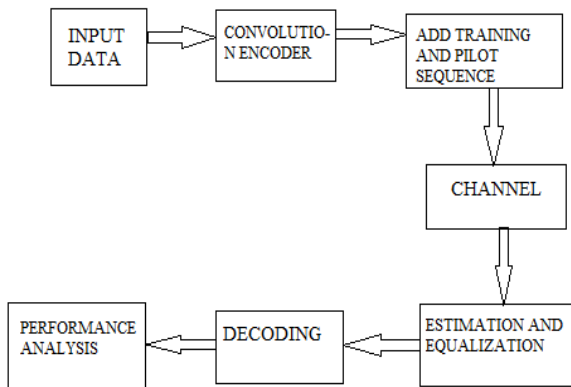 INPUT
DATA
CONVOLUTIO-
N ENCODER
ADD TRAINING
AND PILOT
SEQUENCE
CHANNEL
ESTIMATION AND
EQUALIZATION
DECODING
PERFORMANCE
ANALYSIS